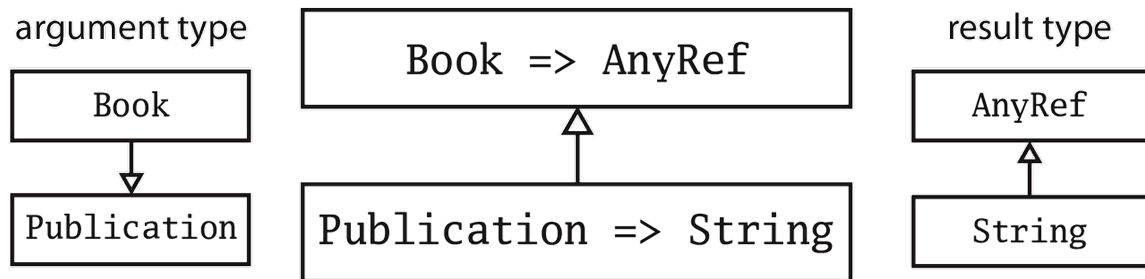 argument type
Book
Publication
Book => AnyRef
Publication => String
result type
AnyRef
String